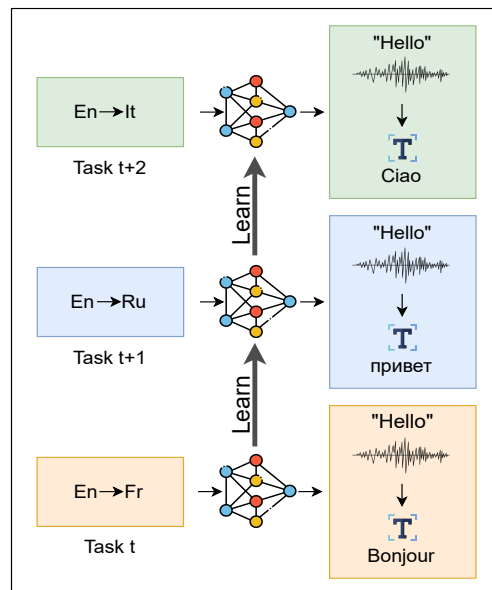 "Hello"
En→It
T
Ciao
Task t+2
Learn
"Hello"
En→Ru
T
привет
Task t+1
Learn
"Hello"
En→Fr
T
Bonjour
Task t